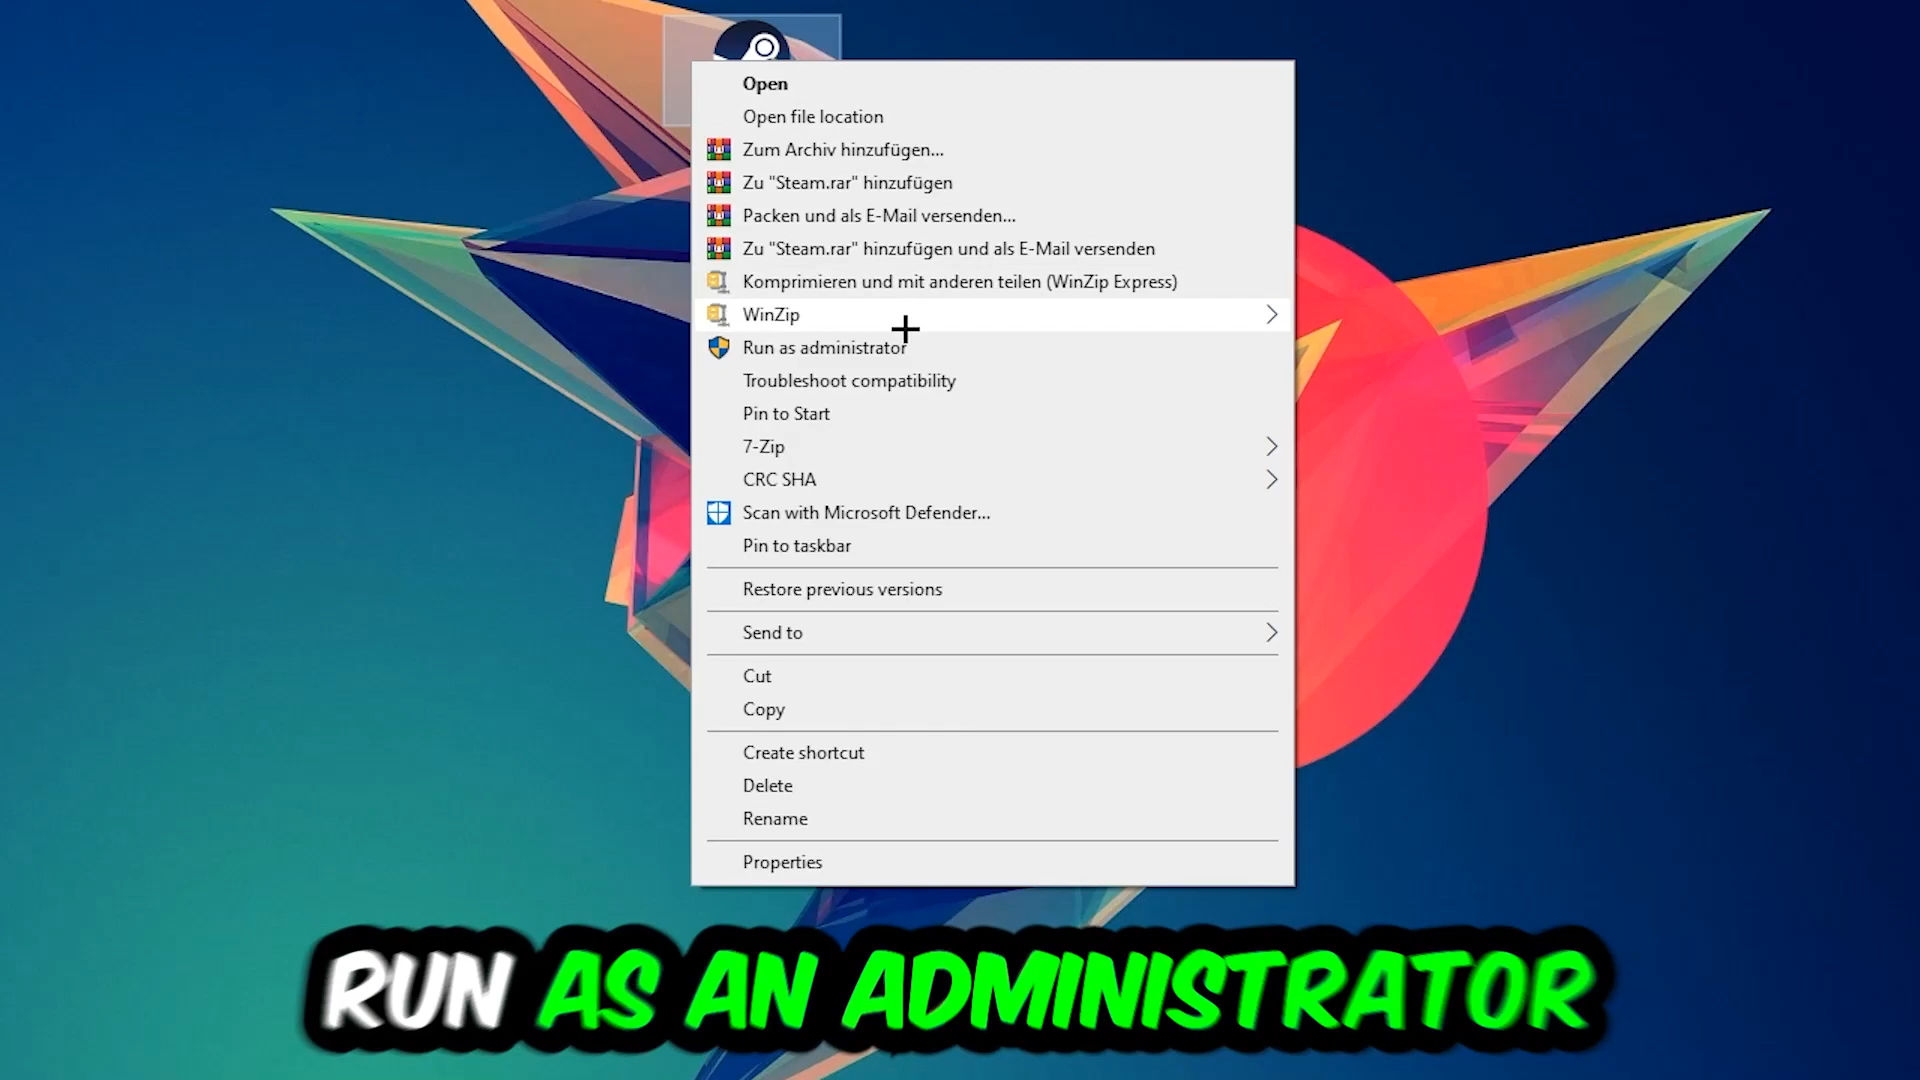 Open
Open file location
Zum Archiv hinzufügen...
Zu "Steam.rar" hinzufügen
Packen und als E-Mail versenden...
Zu "Steam.rar" hinzufügen und als E-Mail versenden
Komprimieren und mit anderen teilen (WinZip Express)
WinZip
Run as administrator
Troubleshoot compatibility
Pin to Start
7-Zip
CRC SHA
Scan with Microsoft Defender...
Pin to taskbar
Restore previous versions
Send to
Cut
Copy
Create shortcut
Delete
Rename
Properties
RUN AS AN ADMINISTRATOR